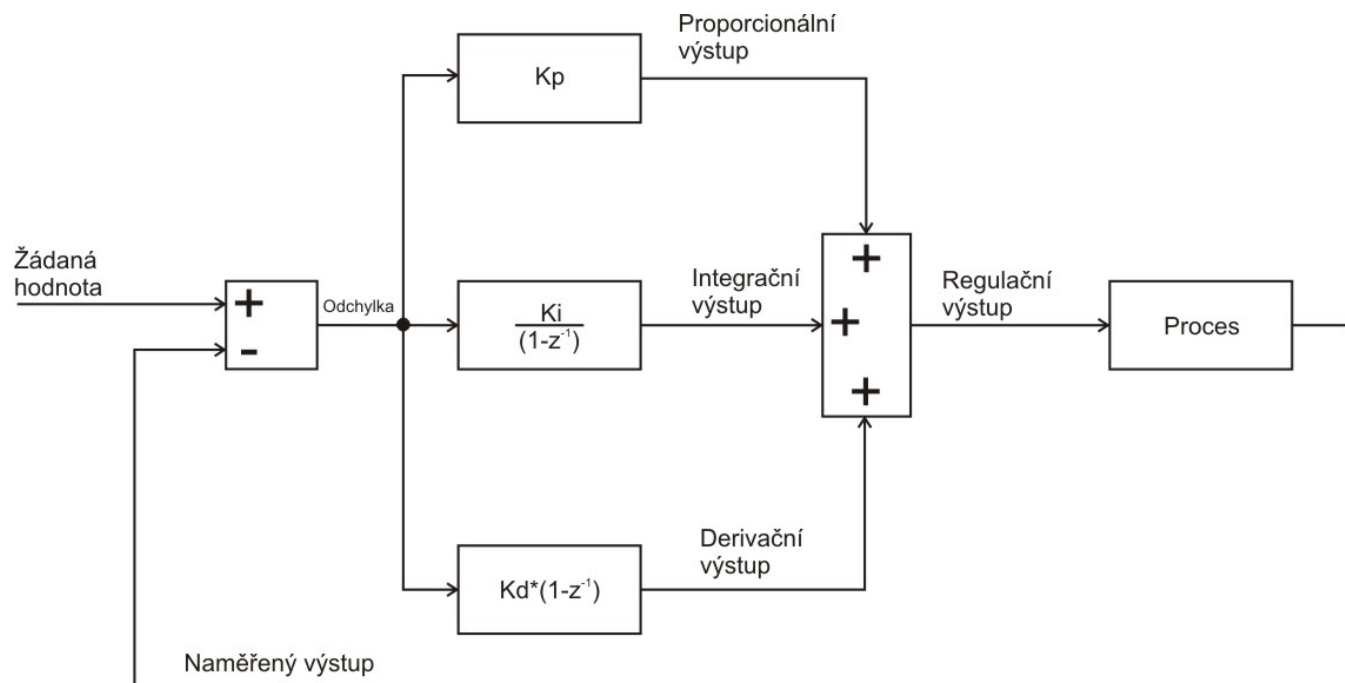 Proporcionální
výstup
Kp
Žádaná
hodnota
+
-
Odchylka
Ki
(1-z⁻¹)
Integrační
výstup
+
+
+
Regulační
výstup
Proces
Derivační
výstup
Kd*(1-z⁻¹)
Naměřený výstup